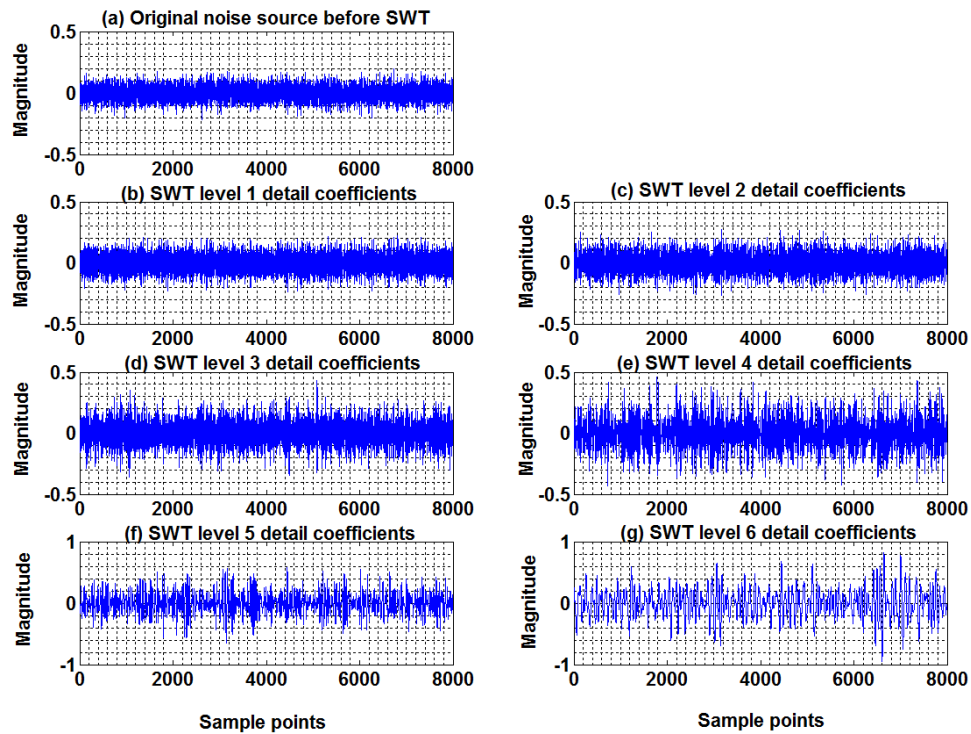 (a) Original noise source before SWT
Magnitude
0.5
0
-0.5
0 2000 4000 6000 8000
(b) SWT level 1 detail coefficients
Magnitude
0.5
0
-0.5
0 2000 4000 6000 8000
(c) SWT level 2 detail coefficients
Magnitude
0.5
0
-0.5
0 2000 4000 6000 8000
(d) SWT level 3 detail coefficients
Magnitude
0.5
0
-0.5
0 2000 4000 6000 8000
(e) SWT level 4 detail coefficients
Magnitude
0.5
0
-0.5
0 2000 4000 6000 8000
(f) SWT level 5 detail coefficients
Magnitude
1
0
-1
0 2000 4000 6000 8000
Sample points
(g) SWT level 6 detail coefficients
Magnitude
1
0
-1
0 2000 4000 6000 8000
Sample points